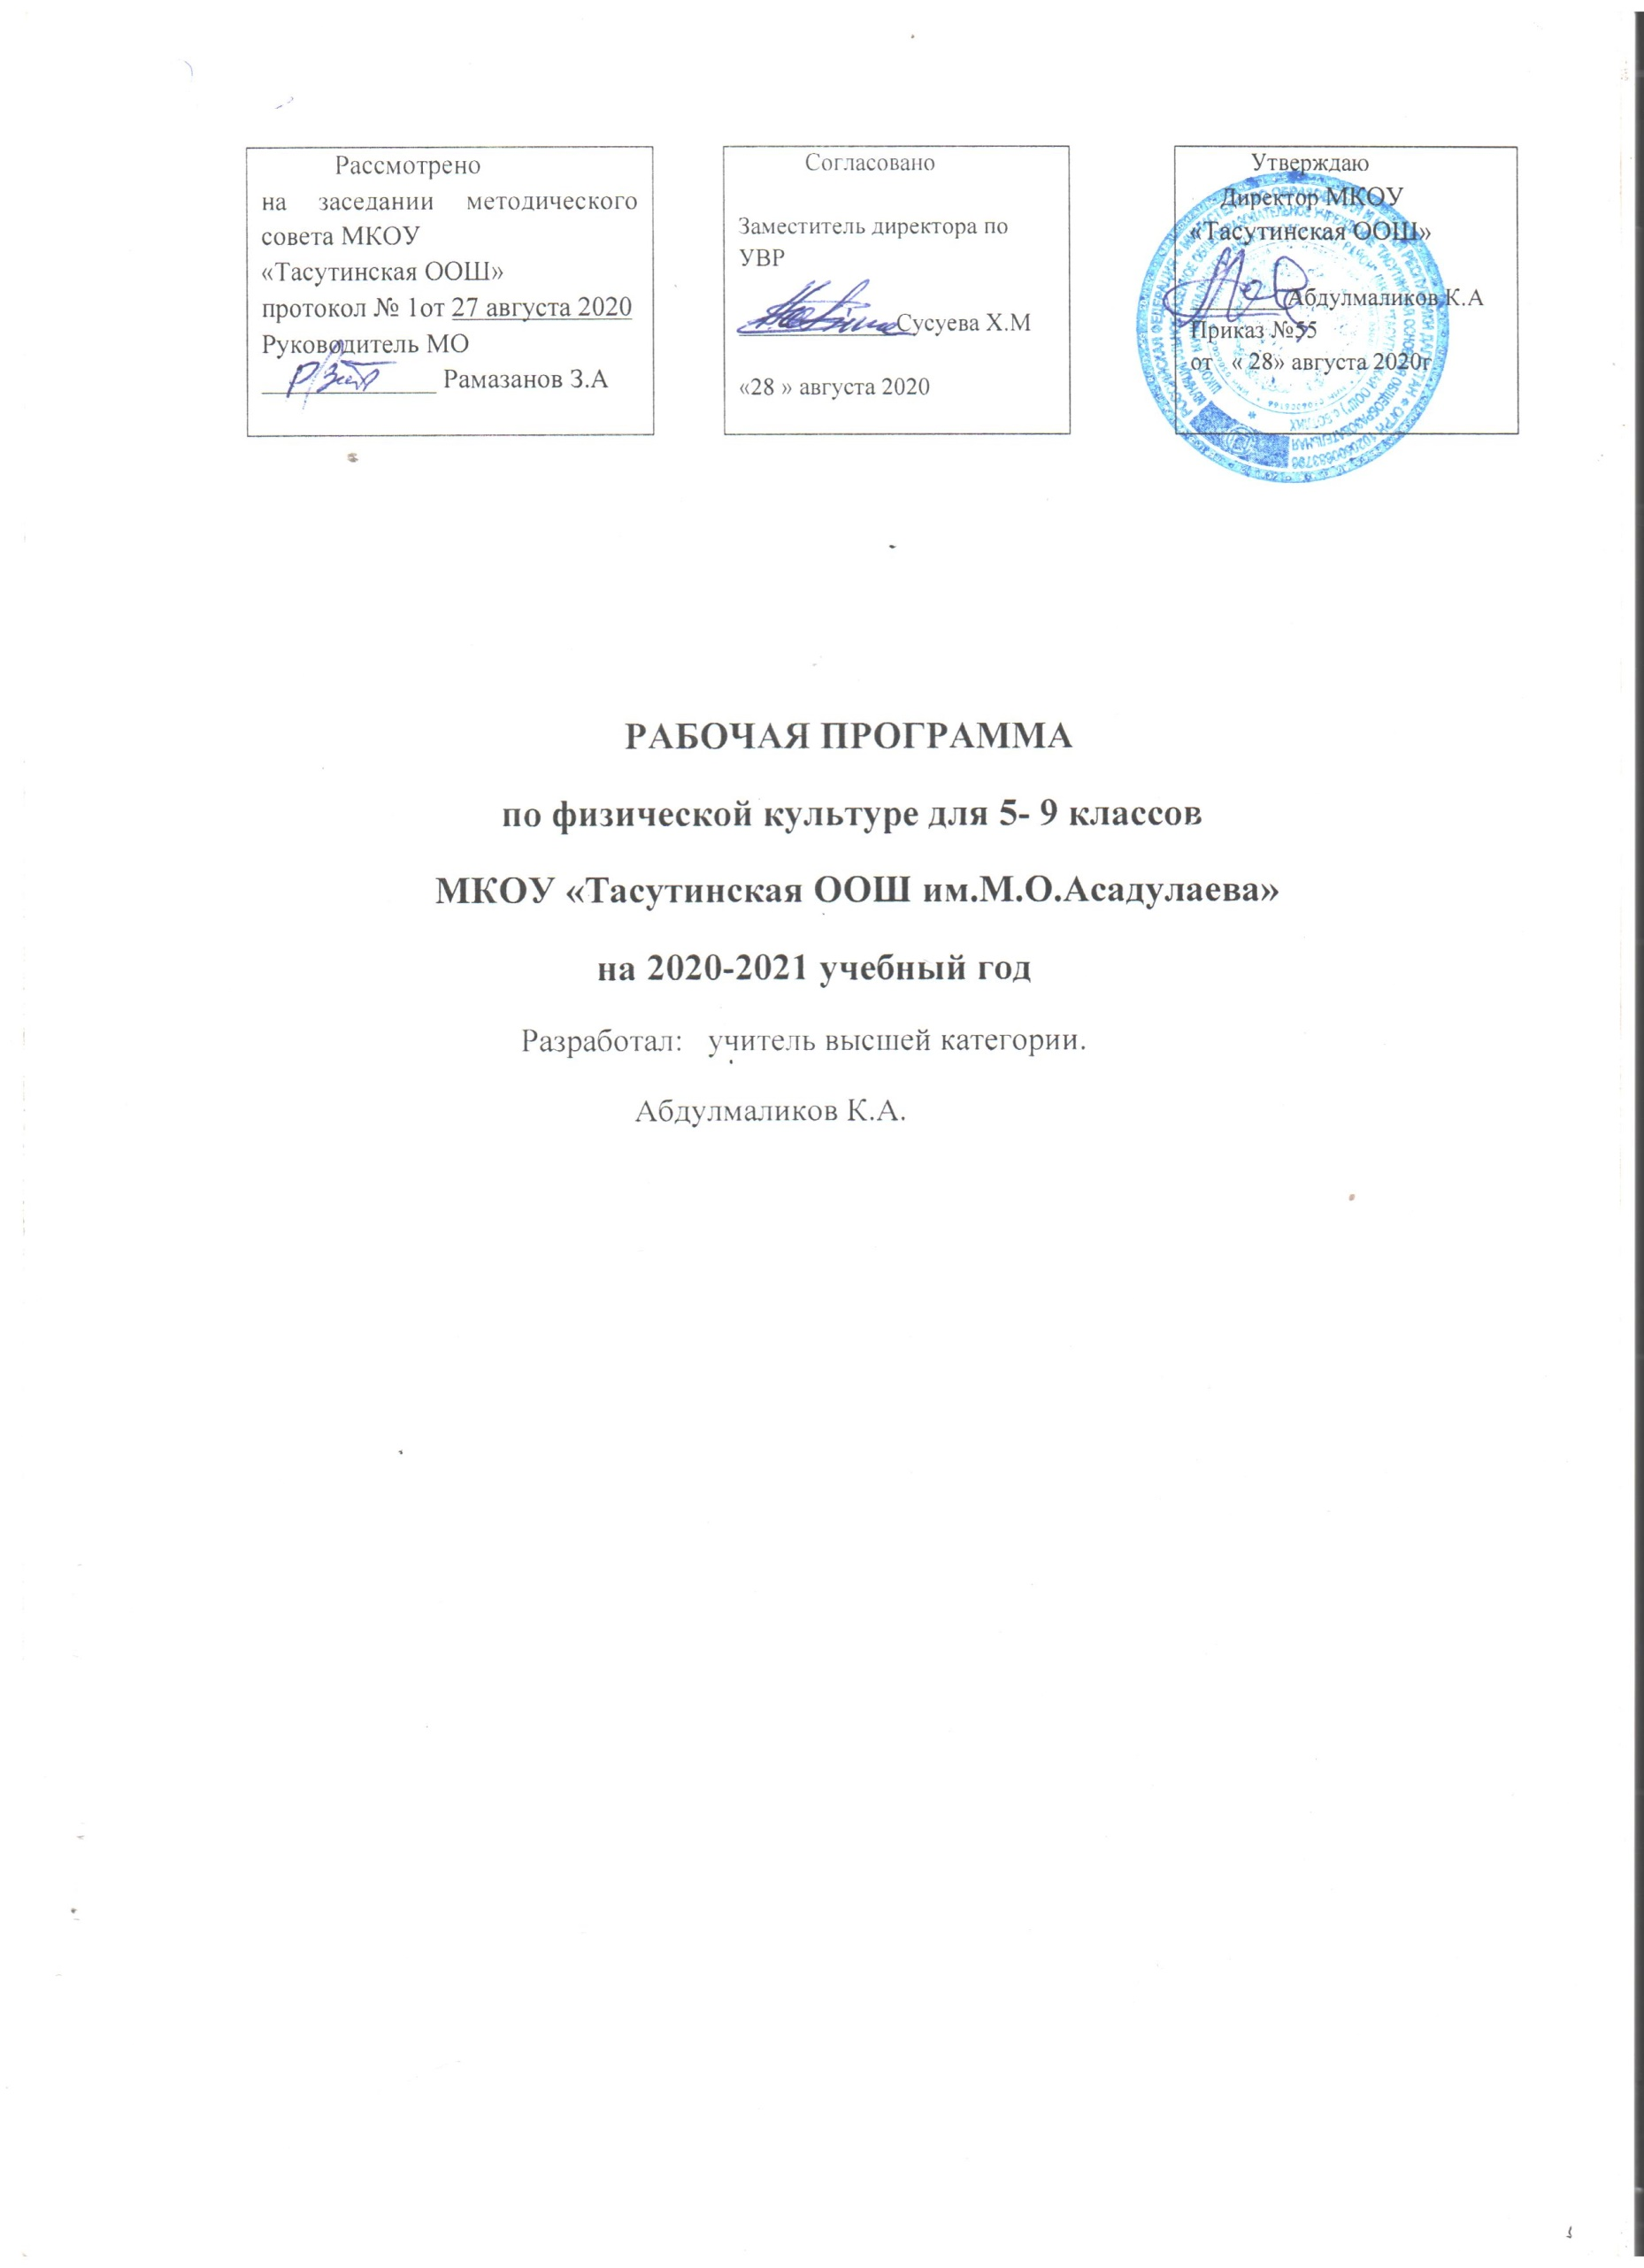 Рассмотрено
на заседании методического
совета МКОУ
«Тасутинская ООШ»
протокол № 1от 27 августа 2020
Руководитель МО
_____________ Рамазанов З.А
Согласовано
Заместитель директора по
УВР
_____________Сусуева Х.М
«28 » августа 2020
Утверждаю
Директор МКОУ
«Тасутинская ООШ»
_______Абдулмаликов К.А
Приказ №55
от « 28» августа 2020г
РАБОЧАЯ ПРОГРАММА
по физической культуре для 5- 9 классов
МКОУ «Тасутинская ООШ им.М.О.Асадулаева»
на 2020-2021 учебный год
Разработал: учитель высшей категории.
Абдулмаликов К.А.